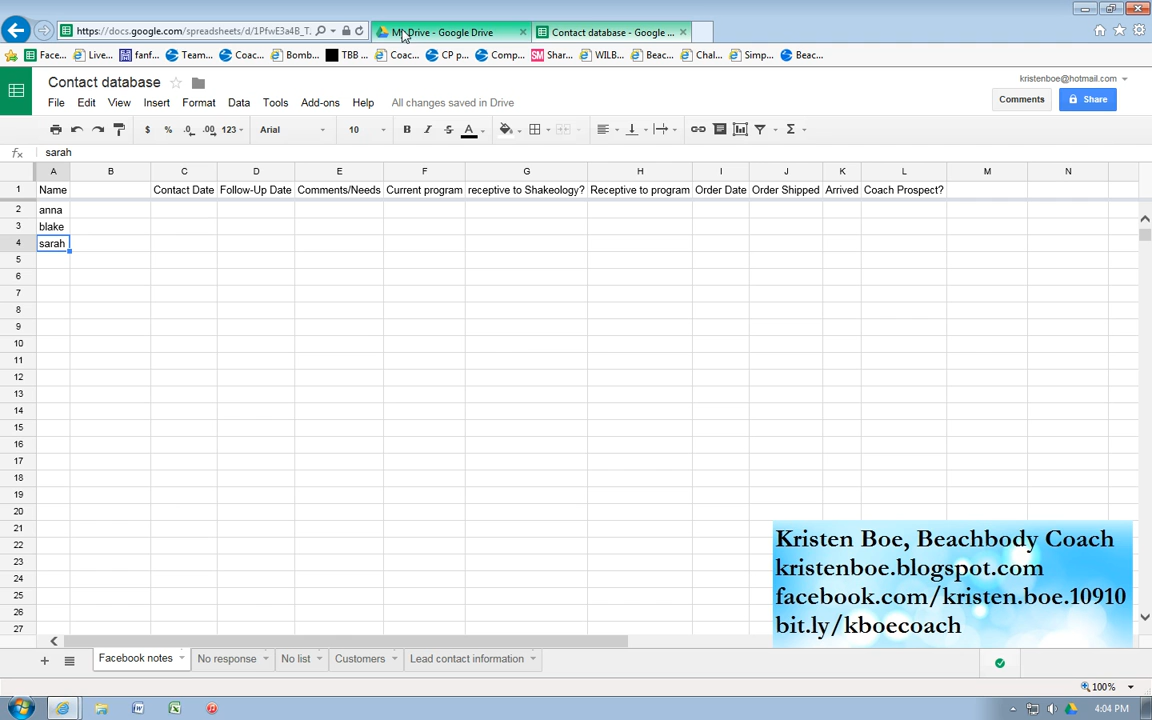 https://docs.google.com/spreadsheets/d/1PfwE3a4B_T
My Drive - Google Drive
Contact database - Google ...
Face... Live... fanf... Team... Coac... Bomb... TBB ... Coac... CP p... Comp... SM Shar... WILB... Beac... Chal... Simp... Beac...
Contact database
kristenboe@hotmail.com
File Edit View Insert Format Data Tools Add-ons Help All changes saved in Drive
Comments Share
$ % .0 .00 123 Arial 10 B I S A Σ
fx sarah
A B C D E F G H I J K L M N
1 Name Contact Date Follow-Up Date Comments/Needs Current program receptive to Shakeology? Receptive to program Order Date Order Shipped Arrived Coach Prospect?
2 anna
3 blake
4 sarah
5
6
7
8
9
10
11
12
13
14
15
16
17
18
19
20
21
22
23
24
25
26
27
Kristen Boe, Beachbody Coach
kristenboe.blogspot.com
facebook.com/kristen.boe.10910
bit.ly/kboecoach
Facebook notes No response No list Customers Lead contact information
100%
4:04 PM